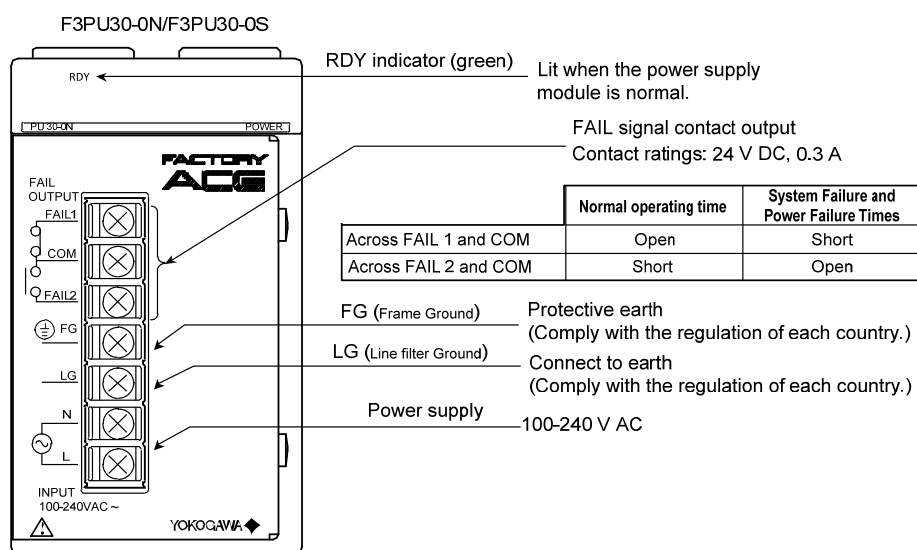 F3PU30-0N/F3PU30-0S
RDY
RDY indicator (green)
Lit when the power supply
module is normal.
PU30-0N
POWER
FACTORY
ACE
FAIL signal contact output
Contact ratings: 24 V DC, 0.3 A
Normal operating time
System Failure and
Power Failure Times
Across FAIL 1 and COM
Open
Short
Across FAIL 2 and COM
Short
Open
FAIL
OUTPUT
FAIL1
COM
FAIL2
FG
LG
N
L
INPUT
100-240VAC ~
YOKOGAWA
FG (Frame Ground)
Protective earth
(Comply with the regulation of each country.)
LG (Line filter Ground)
Connect to earth
(Comply with the regulation of each country.)
Power supply
100-240 V AC